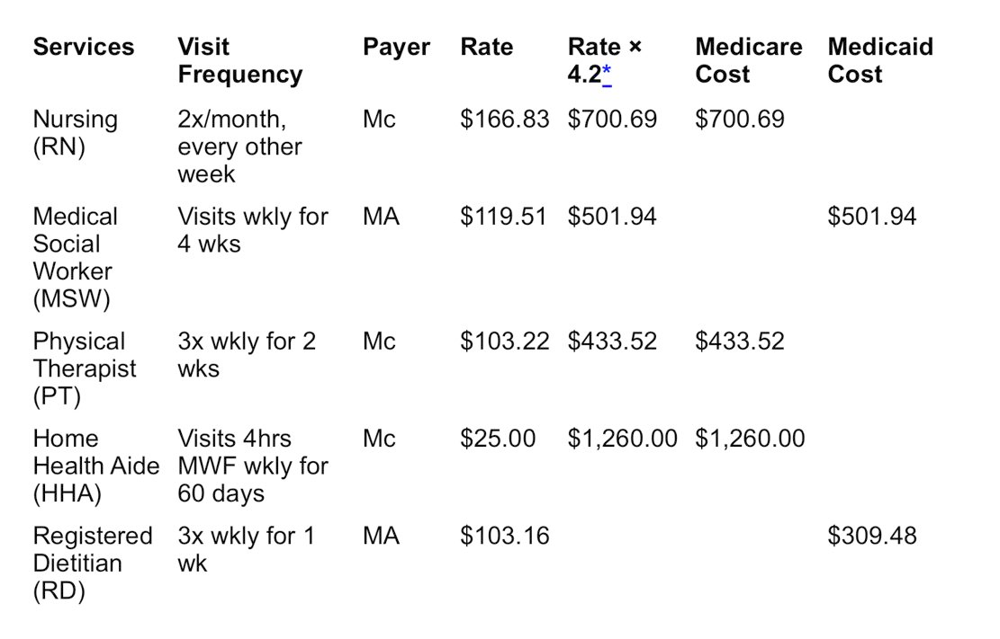 Services Visit Frequency Payer Rate Rate × 4.2* Medicare Cost Medicaid Cost
Nursing (RN) 2x/month, every other week Mc $166.83 $700.69 $700.69
Medical Social Worker (MSW) Visits wkly for 4 wks MA $119.51 $501.94 $501.94
Physical Therapist (PT) 3x wkly for 2 wks Mc $103.22 $433.52 $433.52
Home Health Aide (HHA) Visits 4hrs MWF wkly for 60 days Mc $25.00 $1,260.00 $1,260.00
Registered Dietitian (RD) 3x wkly for 1 wk MA $103.16 $309.48